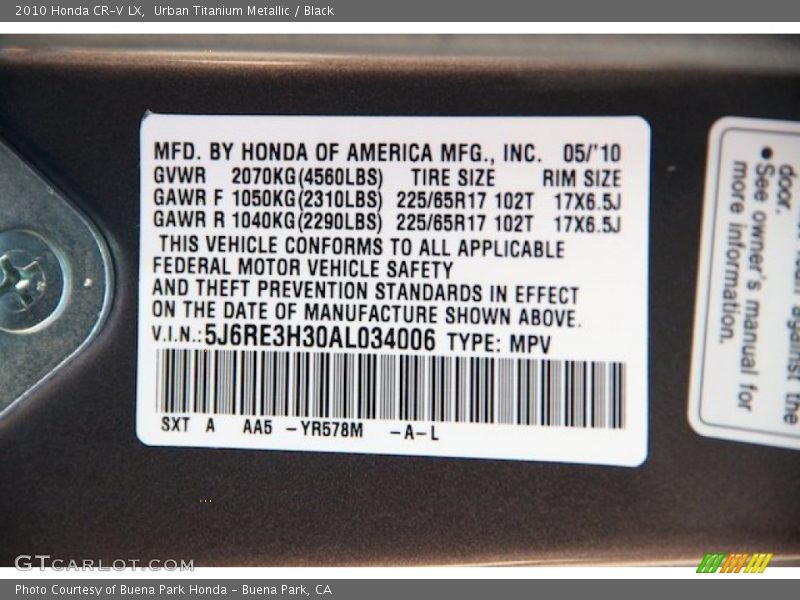 2010 Honda CR-V LX, Urban Titanium Metallic / Black
MFD. BY HONDA OF AMERICA MFG., INC. 05/'10
GVWR 2070KG(4560LBS) TIRE SIZE RIM SIZE
GAWR F 1050KG(2310LBS) 225/65R17 102T 17X6.5J
GAWR R 1040KG(2290LBS) 225/65R17 102T 17X6.5J
THIS VEHICLE CONFORMS TO ALL APPLICABLE
FEDERAL MOTOR VEHICLE SAFETY
AND THEFT PREVENTION STANDARDS IN EFFECT
ON THE DATE OF MANUFACTURE SHOWN ABOVE.
V.I.N.:5J6RE3H30AL034006 TYPE: MPV
SXT A AA5 -YR578M -A-L
against the
door.
• See owner's manual for
more information.
GTCARLOT.COM
Photo Courtesy of Buena Park Honda - Buena Park, CA